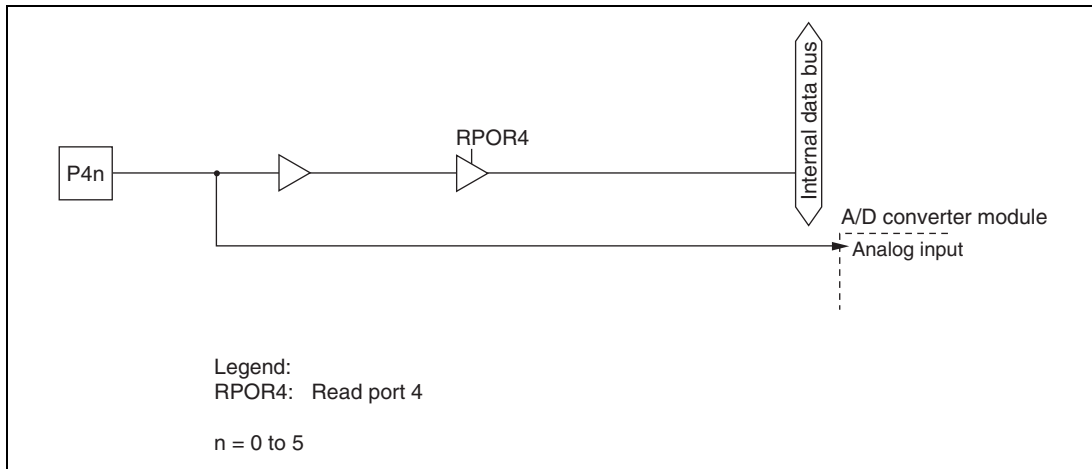 Internal data bus
RPOR4
P4n
A/D converter module
Analog input
Legend:
RPOR4: Read port 4
n = 0 to 5